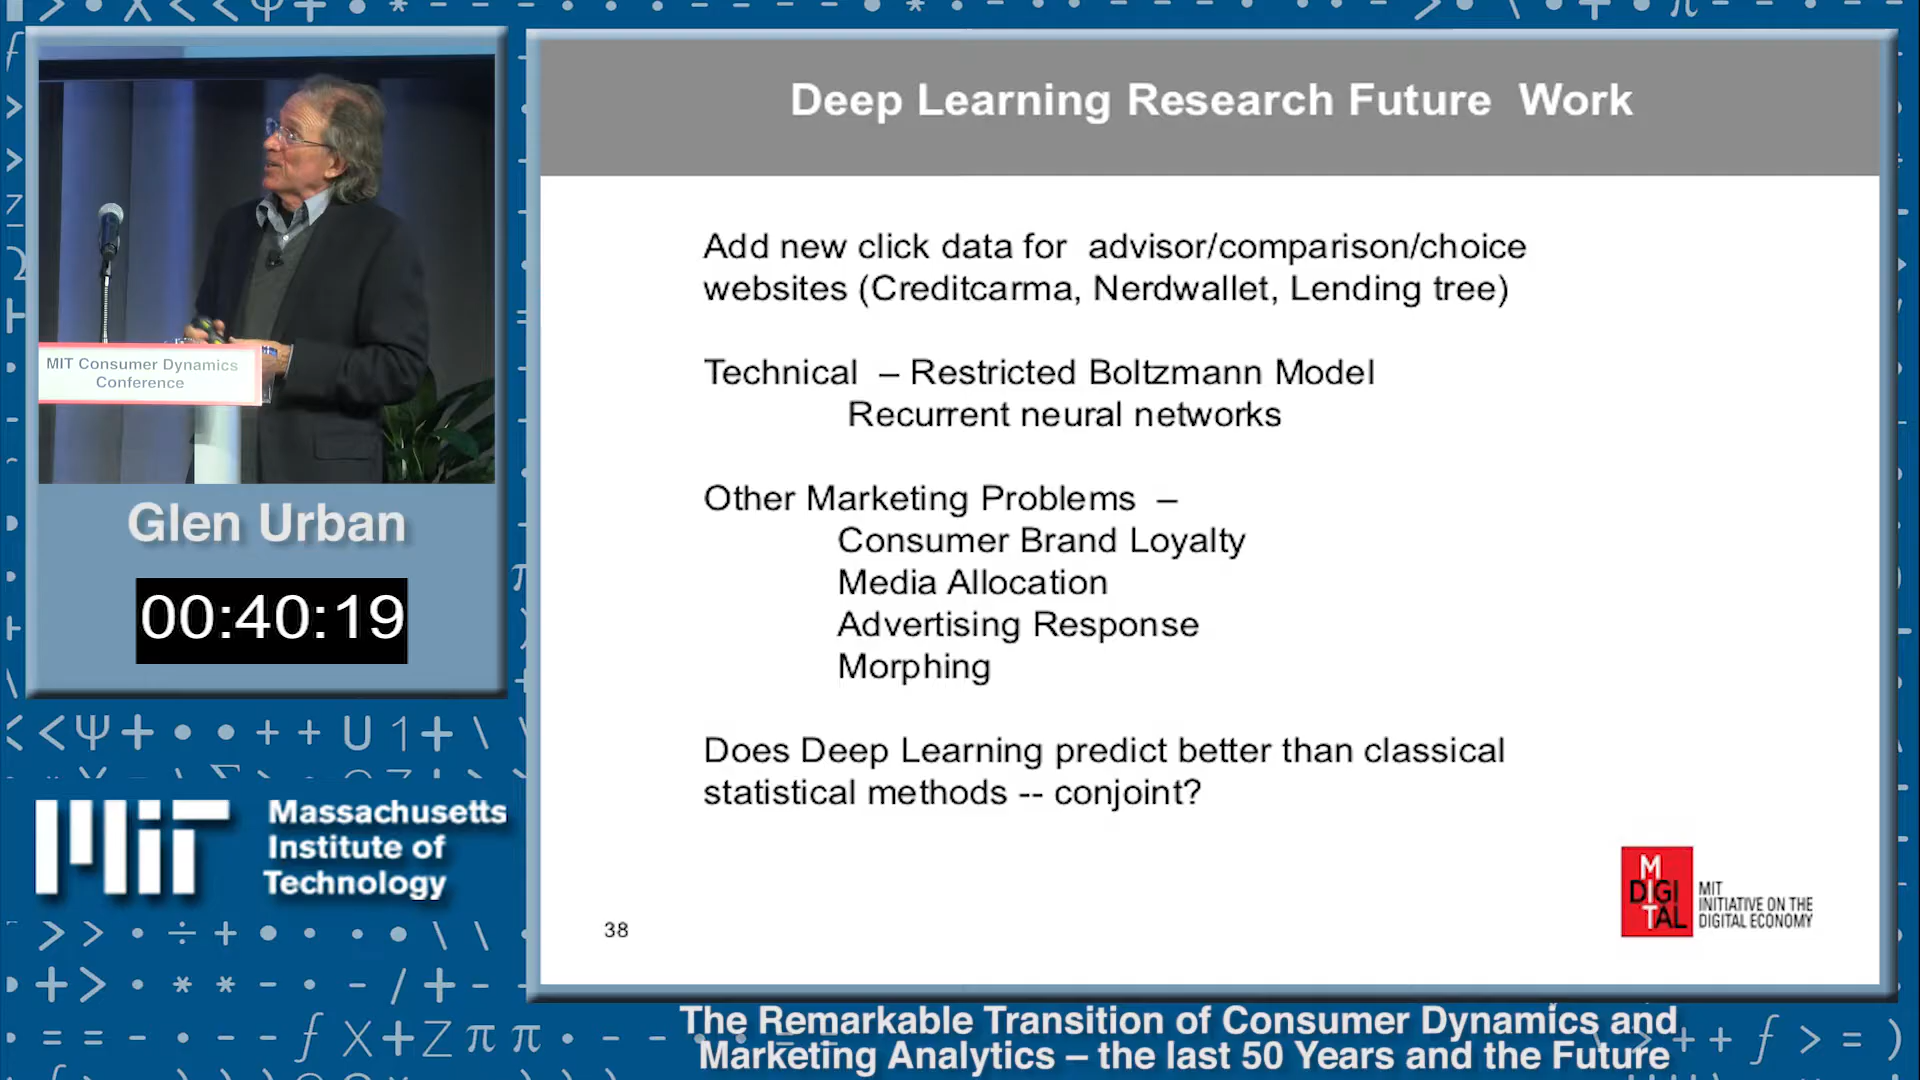 Deep Learning Research Future  Work
Add new click data for  advisor/comparison/choice
websites (Creditcarma, Nerdwallet, Lending tree)
Technical  – Restricted Boltzmann Model
Recurrent neural networks
Other Marketing Problems  –
Consumer Brand Loyalty
Media Allocation
Advertising Response
Morphing
Does Deep Learning predict better than classical
statistical methods -- conjoint?
38
M
DIGI
TAL
MIT
INITIATIVE ON THE
DIGITAL ECONOMY
MIT Consumer Dynamics
Conference
Glen Urban
00:40:19
Massachusetts
Institute of
Technology
The Remarkable Transition of Consumer Dynamics and
Marketing Analytics – the last 50 Years and the Future